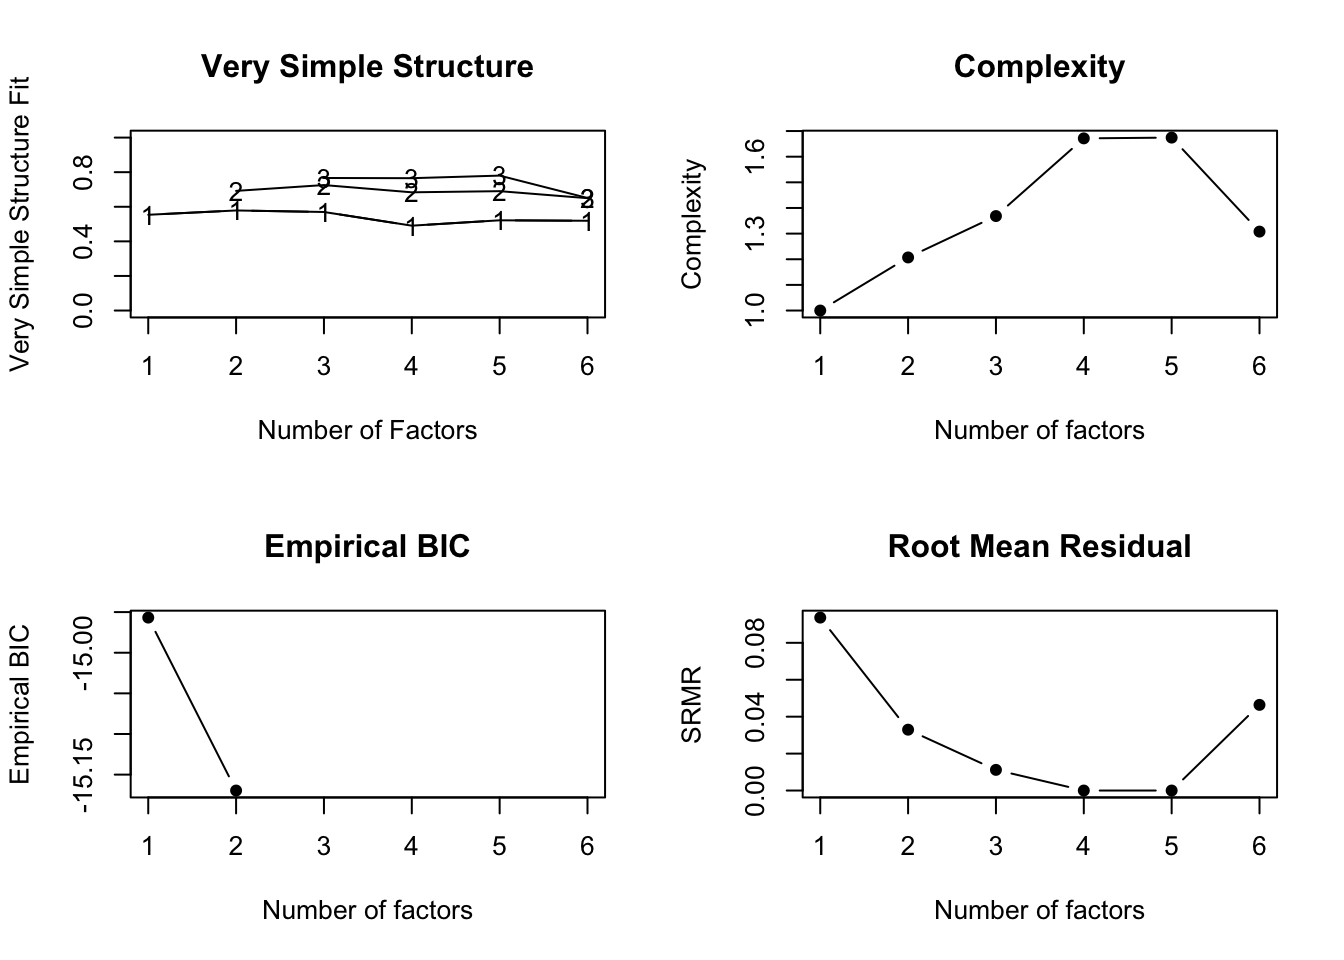 Very Simple Structure
Very Simple Structure Fit
0.8
0.4
0.0
1 1 1 1 1 1
2 2 2 2 2
3 3 3 3
1 2 3 4 5 6
Number of Factors
Complexity
Complexity
1.6
1.3
1.0
1 2 3 4 5 6
Number of factors
Empirical BIC
Empirical BIC
-15.00
-15.15
1 2 3 4 5 6
Number of factors
Root Mean Residual
SRMR
0.08
0.04
0.00
1 2 3 4 5 6
Number of factors